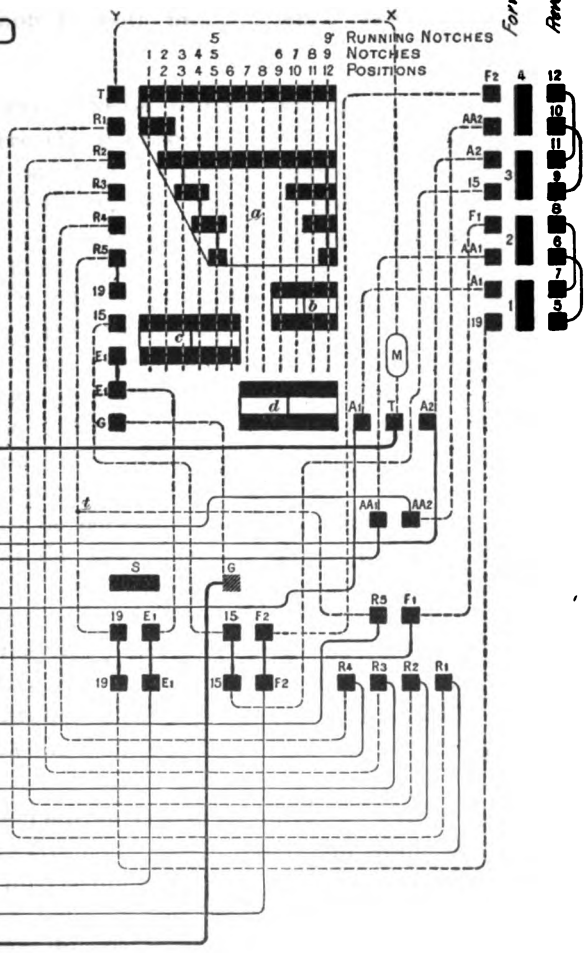 Y X
5 9' RUNNING NOTCHES
1 2 3 4 5 6 7 8 9 NOTCHES
1 2 3 4 5 6 7 8 9 10 11 12 POSITIONS
T
R1
R2
R3
R4
R5
19
15
E1
E1
G
a
b
c
d
M
F2
AA2
A2
15
F1
AA1
A1
19
4
3
2
1
12
10
11
9
8
6
7
5
A1 T A2
t
AA1 AA2
S G
R5 F1
19 E1 15 F2
19 E1 15 F2
R4 R3 R2 R1